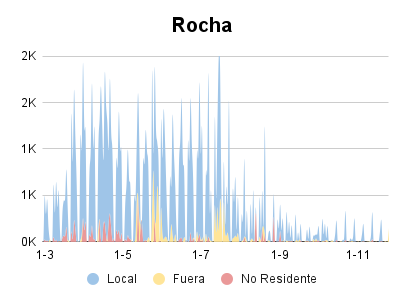 Rocha
2K
2K
1K
1K
0K
1-3 1-5 1-7 1-9 1-11
Local Fuera No Residente